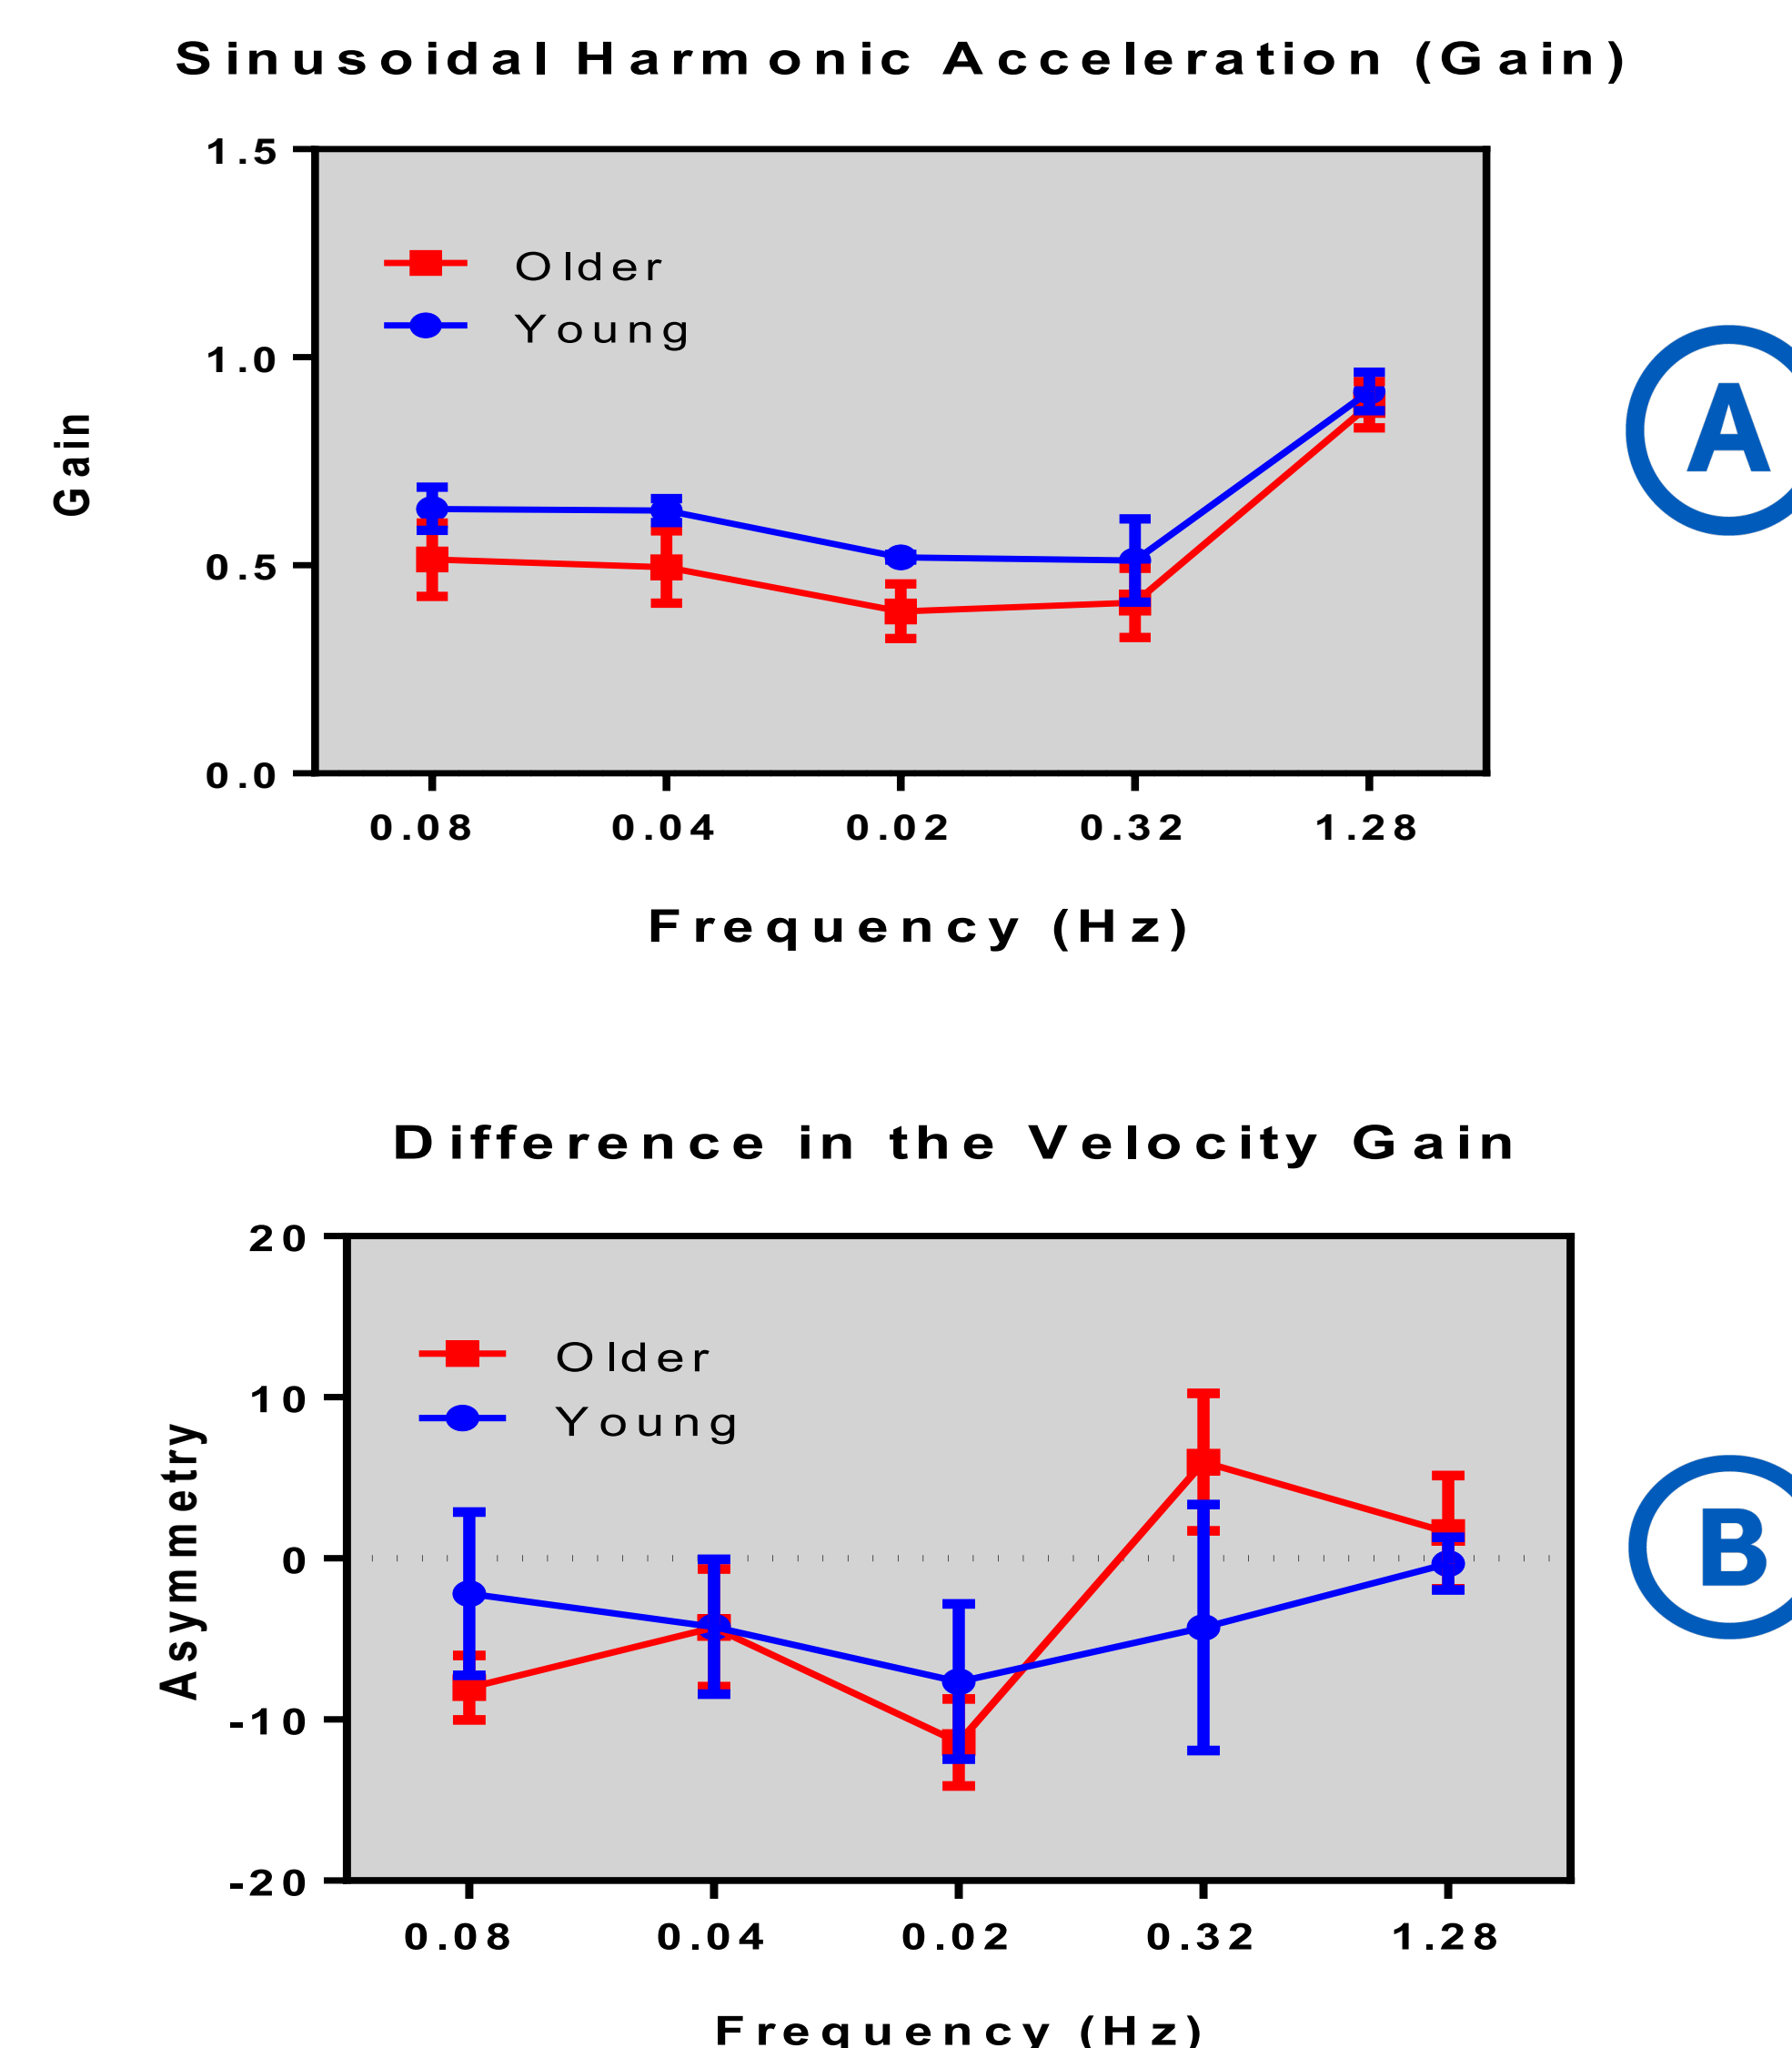 Sinusoidal Harmonic Acceleration (Gain)
1.5
Older
Young
1.0
A
Gain
0.5
0.0
0.08 0.04 0.02 0.32 1.28
Frequency (Hz)
Difference in the Velocity Gain
20
Older
10
Young
Asymmetry
0
B
-10
-20
0.08 0.04 0.02 0.32 1.28
Frequency (Hz)